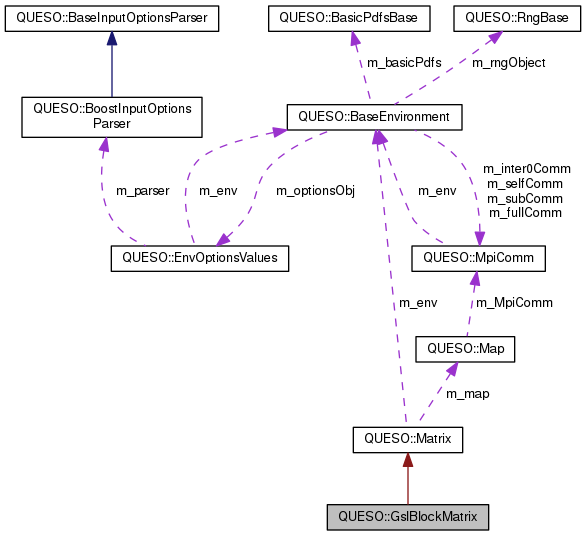 QUESO::BaseInputOptionsParser
QUESO::BasicPdfsBase
QUESO::RngBase
m_basicPdfs
m_rngObject
QUESO::BoostInputOptions
Parser
QUESO::BaseEnvironment
m_parser
m_env
m_optionsObj
m_env
m_inter0Comm
m_selfComm
m_subComm
m_fullComm
QUESO::EnvOptionsValues
QUESO::MpiComm
m_env
m_MpiComm
QUESO::Map
m_map
QUESO::Matrix
QUESO::GslBlockMatrix